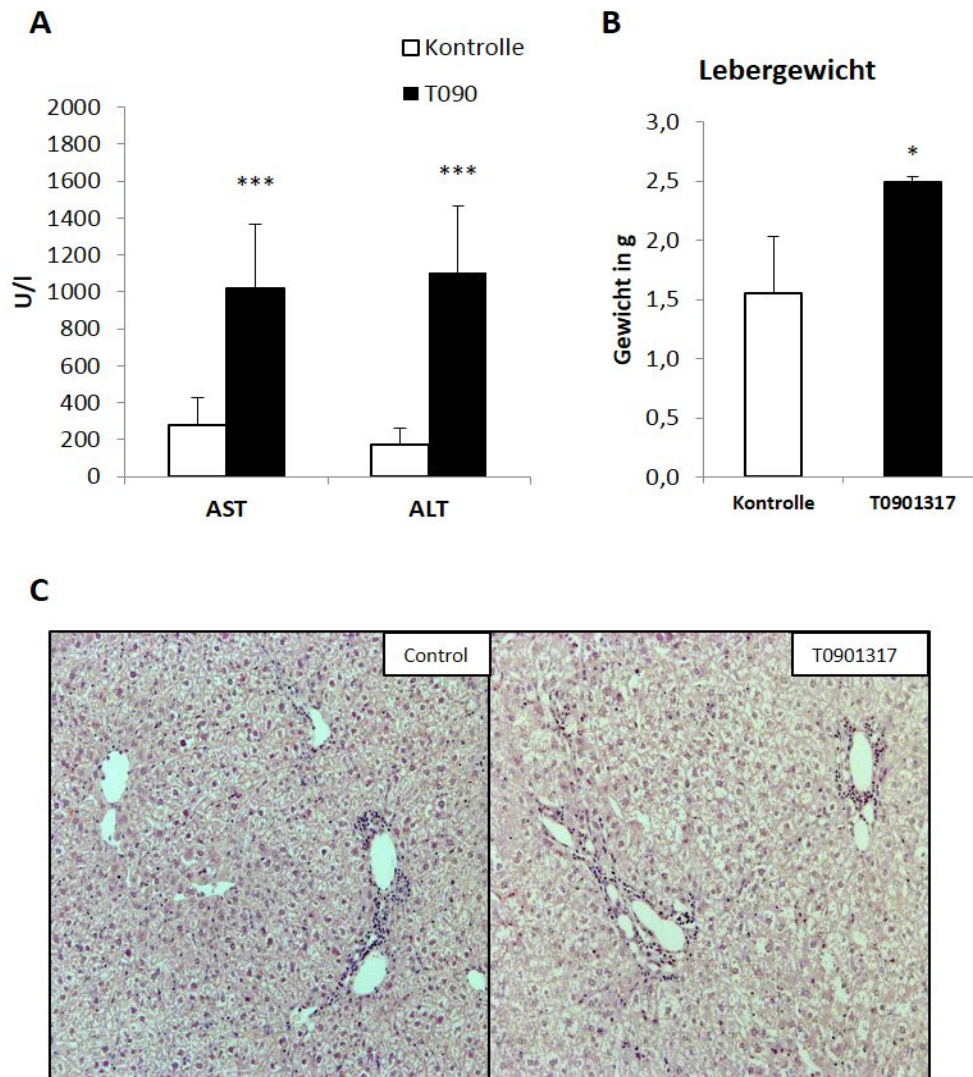 A
Kontrolle
T090
2000
1800
1600
1400
1200
1000
800
600
400
200
0
U/l
***
***
AST
ALT
B
Lebergewicht
3,0
2,5
2,0
1,5
1,0
0,5
0,0
Gewicht in g
*
Kontrolle
T0901317
C
Control
T0901317